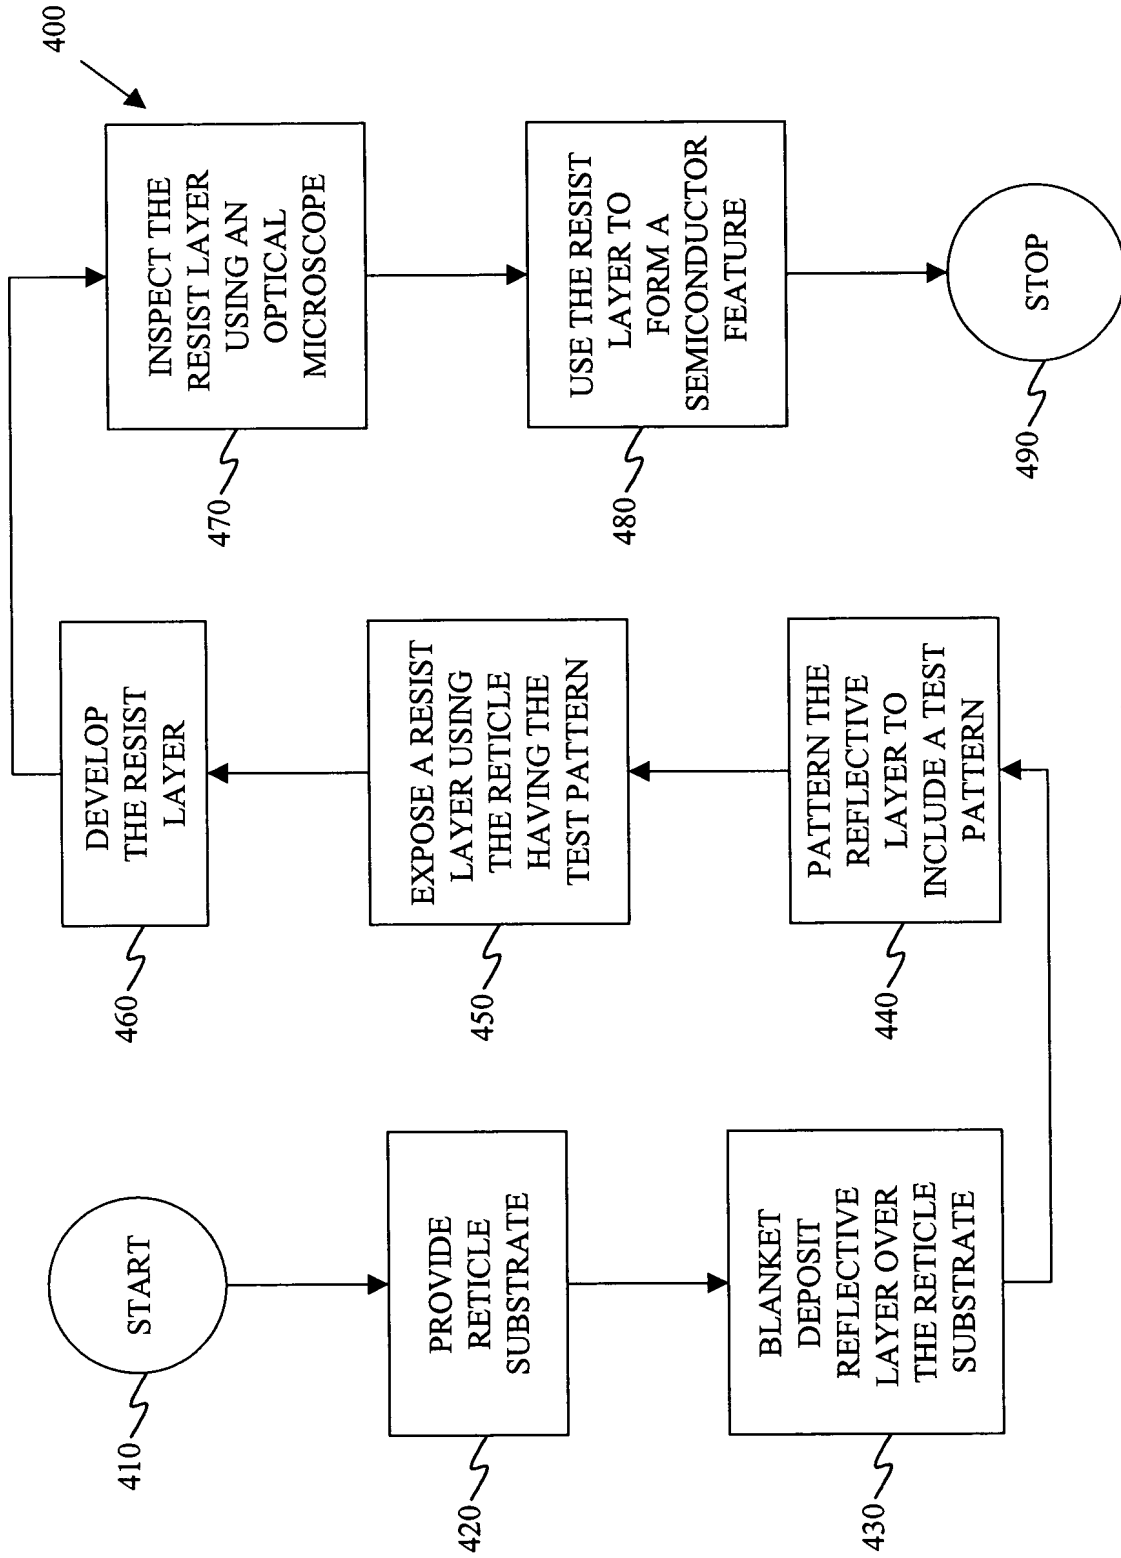 400
START
410
PROVIDE
RETICLE
SUBSTRATE
420
BLANKET
DEPOSIT
REFLECTIVE
LAYER OVER
THE RETICLE
SUBSTRATE
430
PATTERN THE
REFLECTIVE
LAYER TO
INCLUDE A TEST
PATTERN
440
EXPOSE A RESIST
LAYER USING
THE RETICLE
HAVING THE
TEST PATTERN
450
DEVELOP
THE RESIST
LAYER
460
INSPECT THE
RESIST LAYER
USING AN
OPTICAL
MICROSCOPE
470
USE THE RESIST
LAYER TO
FORM A
SEMICONDUCTOR
FEATURE
480
STOP
490